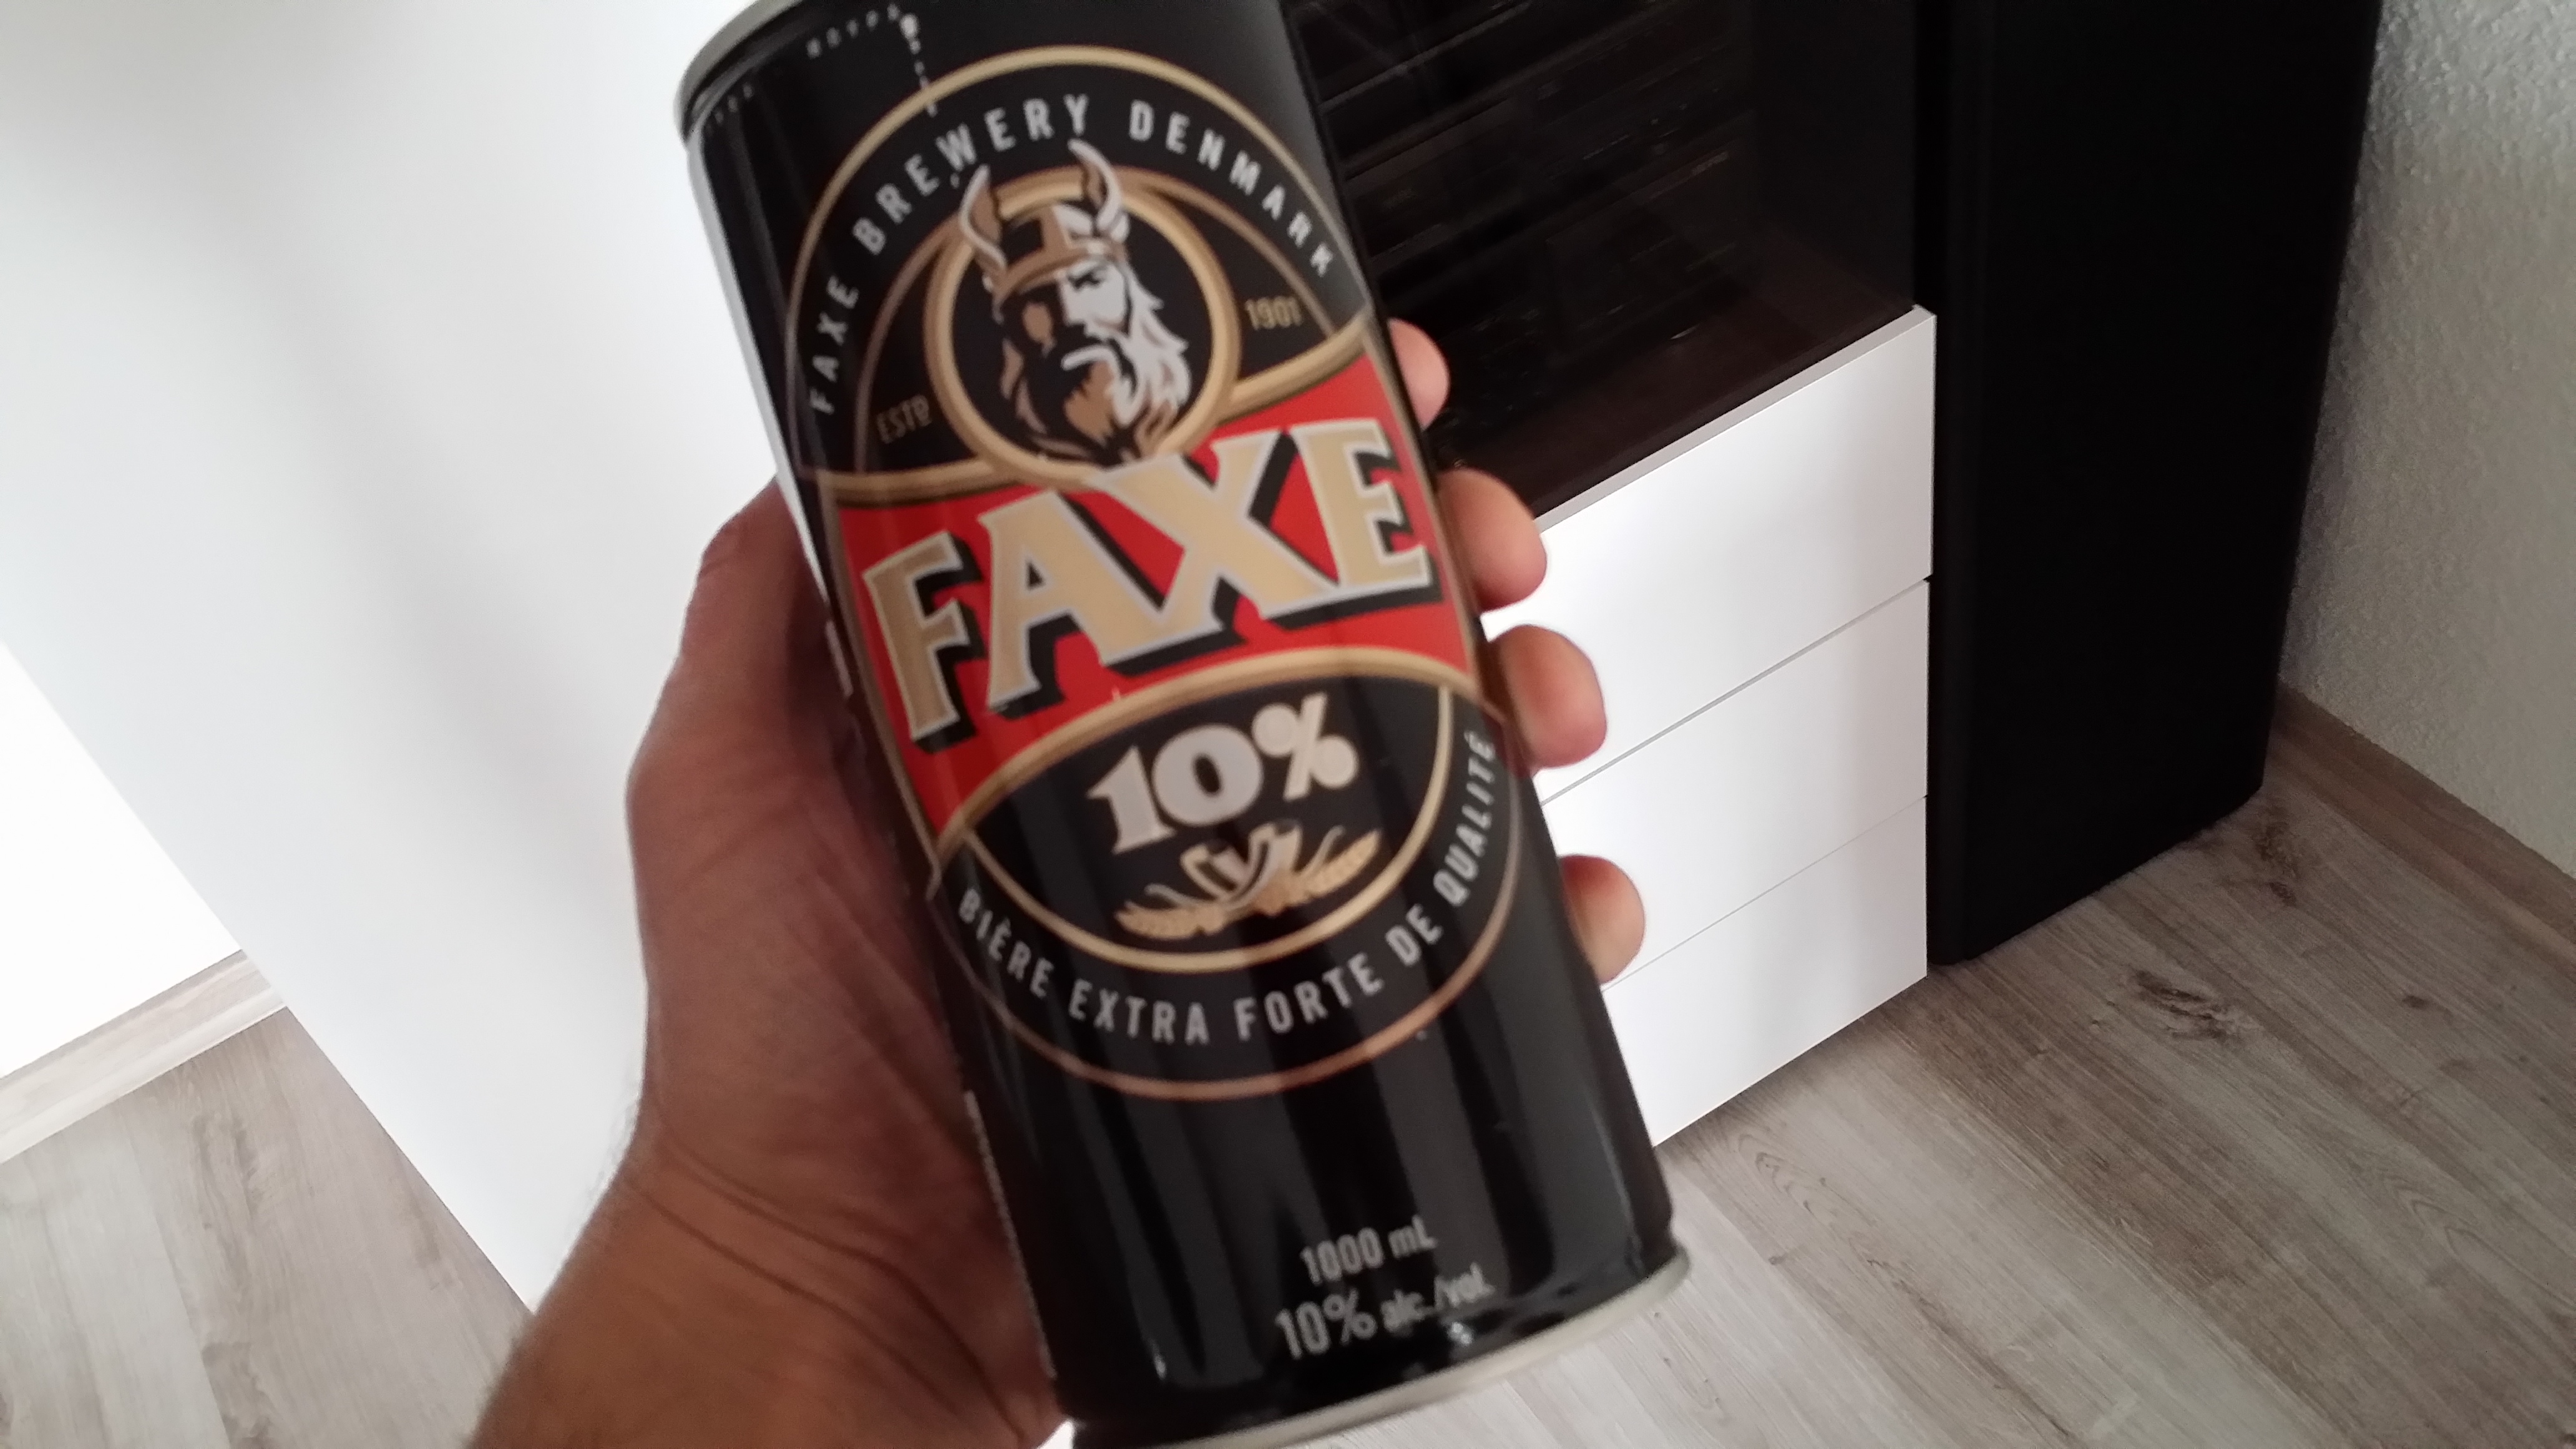 FAXE BREWERY DENMARK
ESTD 1901
FAXE
10%
BIÈRE EXTRA FORTE DE QUALITÉ
1000 mL
10% alc./vol.